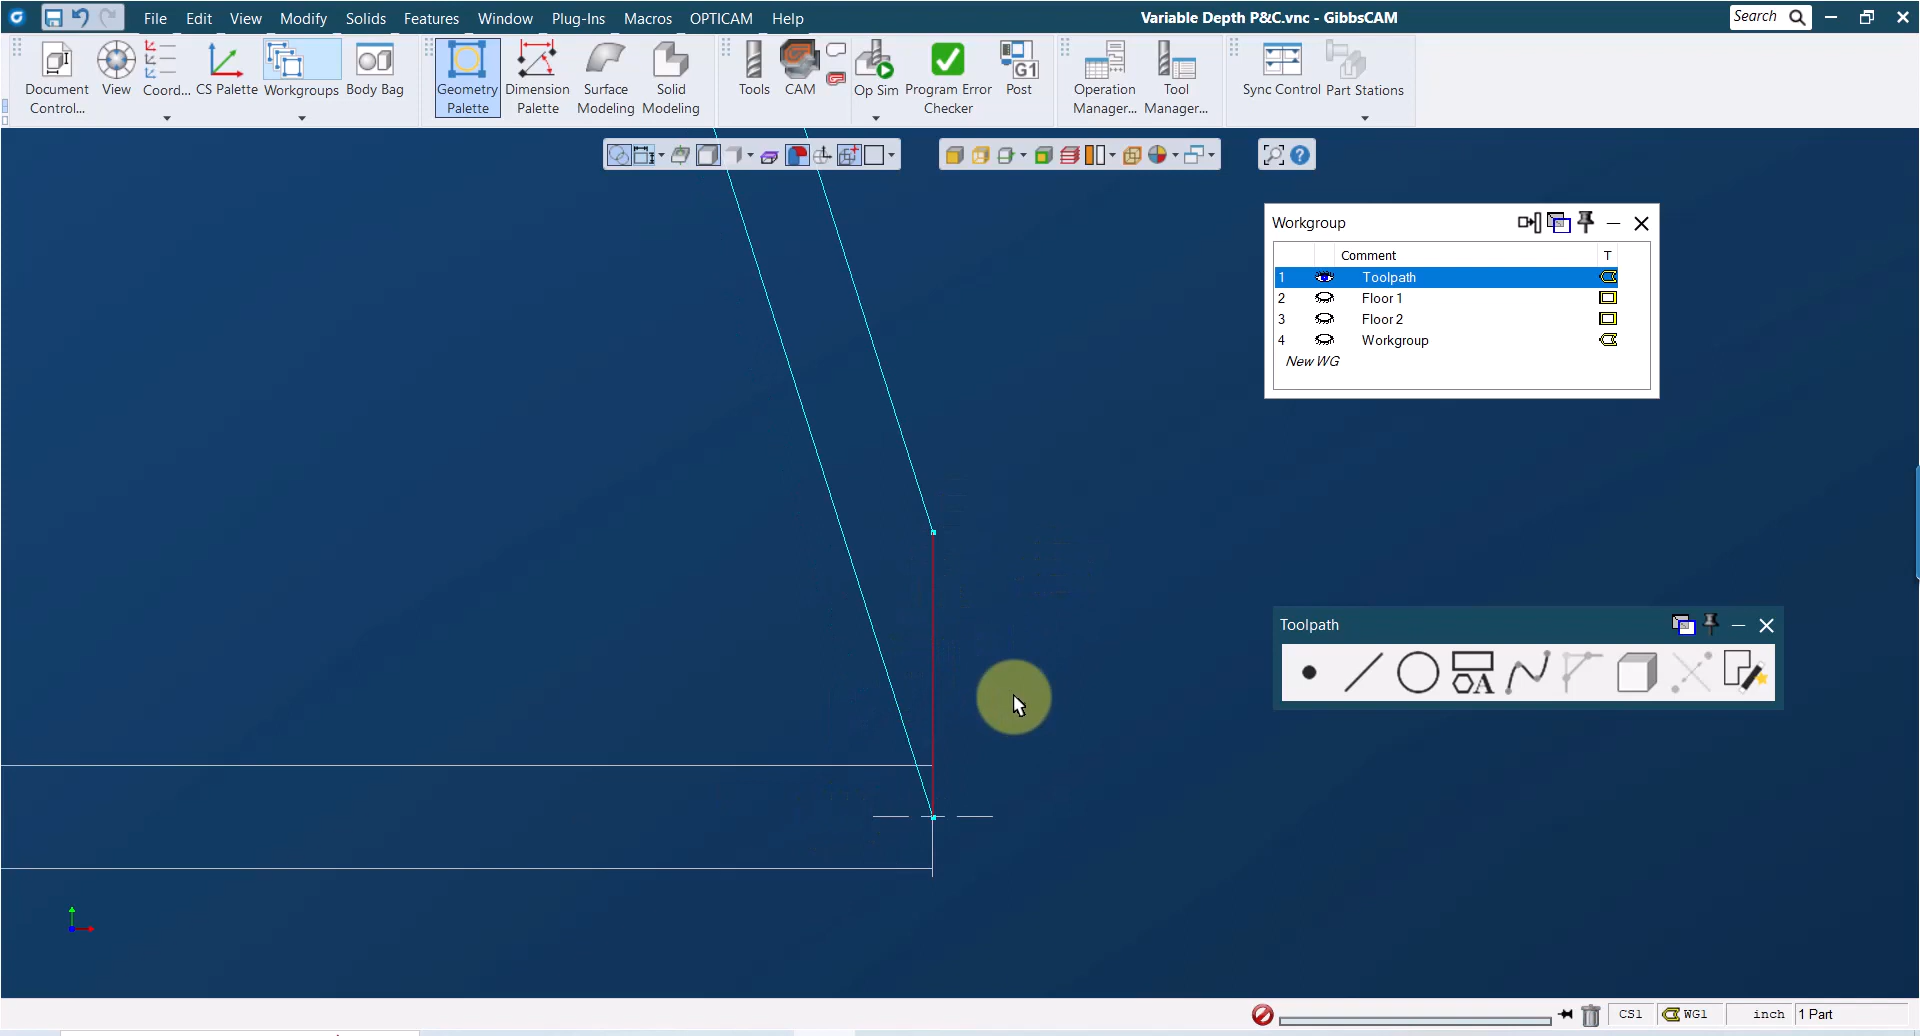 File Edit View Modify Solids Features Window Plug-Ins Macros OPTICAM Help
Variable Depth P&C.vnc - GibbsCAM
Search
Document Control...
View
Coord...
CS Palette
Workgroups
Body Bag
Geometry Palette
Dimension Palette
Surface Modeling
Solid Modeling
Tools
CAM
Op Sim
Program Error Checker
G1
Post
Operation Manager...
Tool Manager...
Sync Control
Part Stations
Workgroup
Comment T
1 Toolpath
2 Floor 1
3 Floor 2
4 Workgroup
New WG
Toolpath
A
CS1 WG1 inch 1 Part